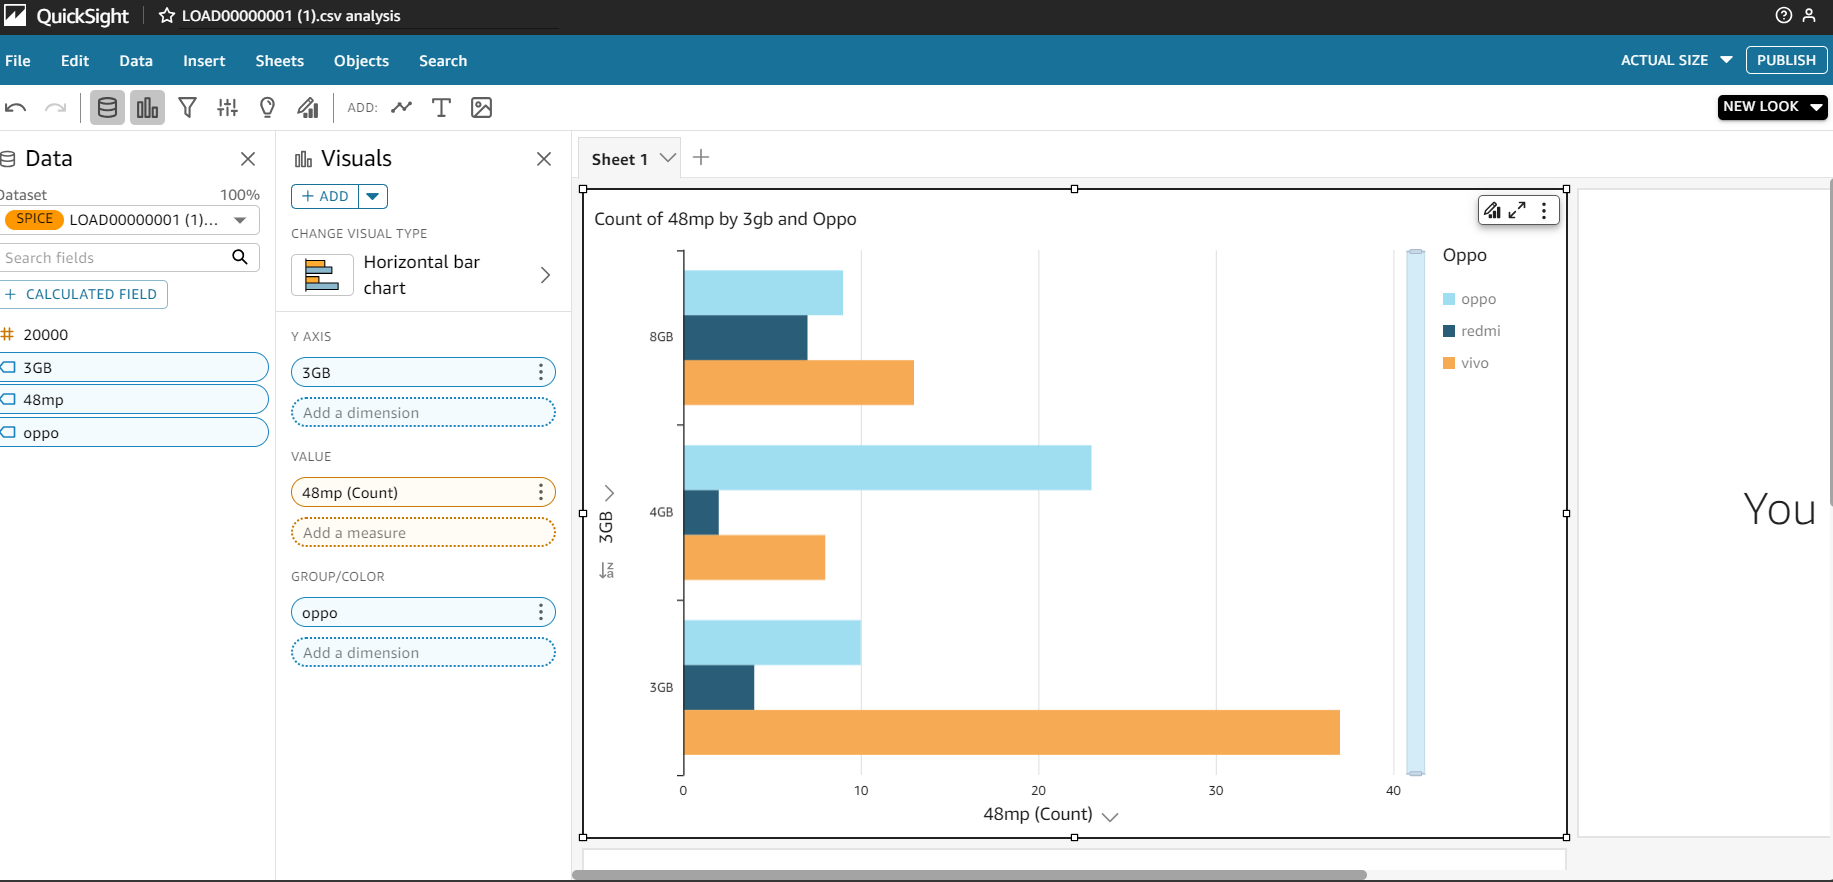 QuickSight
LOAD00000001 (1).csv analysis
File
Edit
Data
Insert
Sheets
Objects
Search
ACTUAL SIZE
PUBLISH
ADD:
NEW LOOK
Data
Dataset
100%
SPICE
LOAD00000001 (1)...
Search fields
+ CALCULATED FIELD
# 20000
3GB
48mp
oppo
Visuals
+ ADD
CHANGE VISUAL TYPE
Horizontal bar
chart
Y AXIS
3GB
Add a dimension
VALUE
48mp (Count)
Add a measure
GROUP/COLOR
oppo
Add a dimension
Sheet 1
Count of 48mp by 3gb and Oppo
8GB
4GB
3GB
3GB
0
10
20
30
40
48mp (Count)
Oppo
oppo
redmi
vivo
You